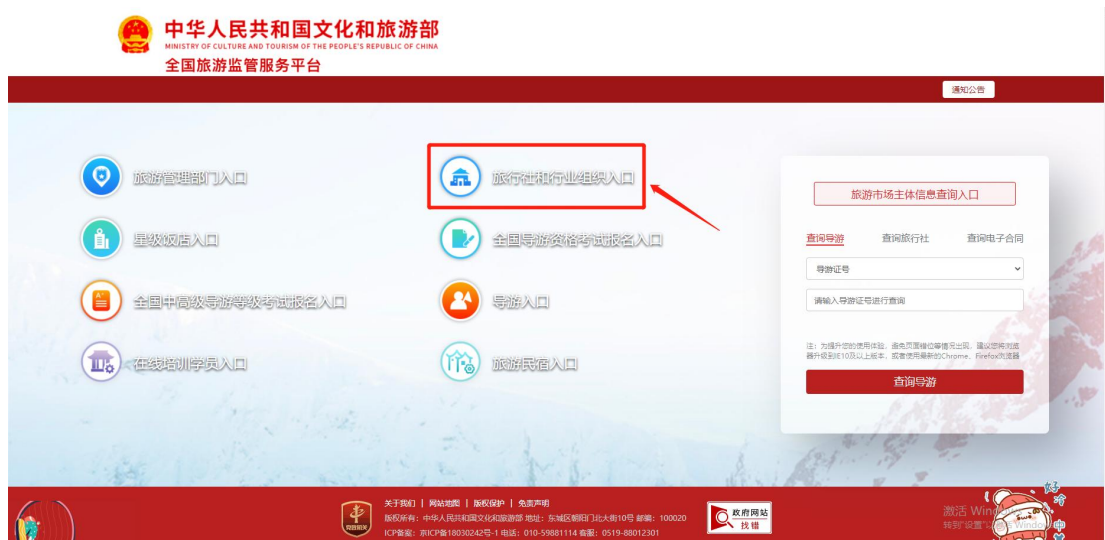 中华人民共和国文化和旅游部
MINISTRY OF CULTURE AND TOURISM OF THE PEOPLE'S REPUBLIC OF CHINA
全国旅游监管服务平台
通知公告
旅游管理部门入口
旅行社和行业组织入口
星级饭店入口
全国导游资格考试报名入口
全国中高级导游等级考试报名入口
导游入口
在线培训学员入口
旅游民宿入口
旅游市场主体信息查询入口
查询导游 查询旅行社 查询电子合同
导游证号
请输入导游证号进行查询
注：为提升您的使用体验，避免页面错位等情况出现，建议您将浏览
器升级到IE10及以上版本，或者使用最新的Chrome、Firefox浏览器
查询导游
关于我们 | 网站地图 | 版权保护 | 免责声明
版权所有：中华人民共和国文化和旅游部 地址：东城区朝阳门北大街10号 邮编：100020
ICP备案：京ICP备18030242号-1 电话：010-59881114 客服：0519-88012301
党政机关
政府网站
找错
激活 Win
转到"设置"以
Window
好冷